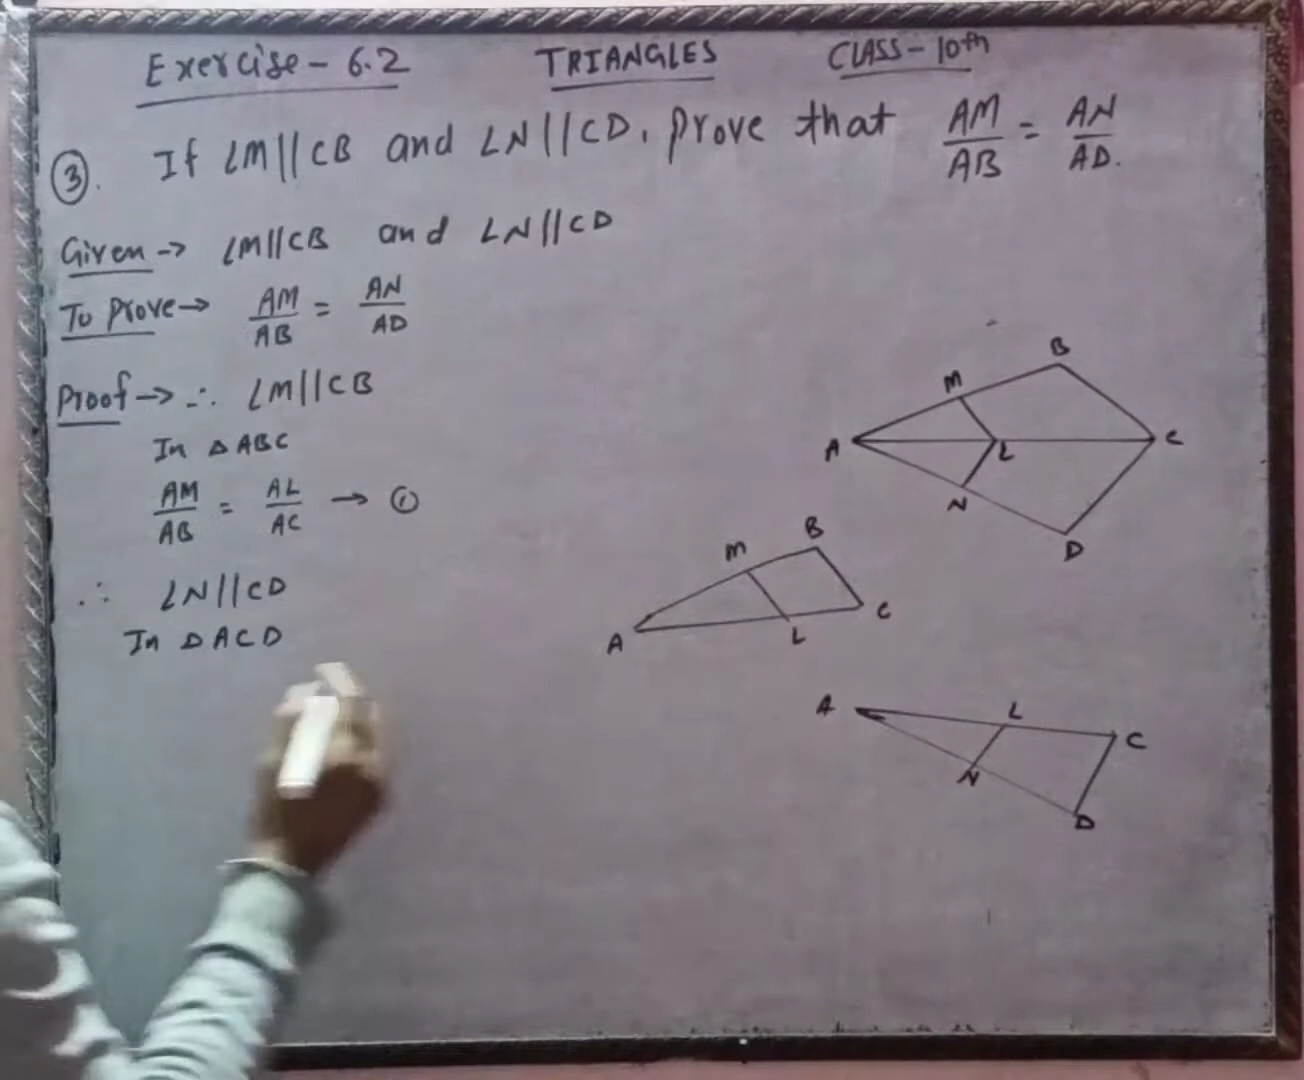 Exercise - 6.2 TRIANGLES CLASS - 10th
③. If LM||CB and LN||CD, prove that AM/AB = AN/AD.
Given → LM||CB and LN||CD
To Prove → AM/AB = AN/AD
Proof → ∴ LM||CB
In △ABC
AM/AB = AL/AC → ①
∴ LN||CD
In △ACD
B
M
A L C
N
D
B
M
C
A L
A L
C
N
D